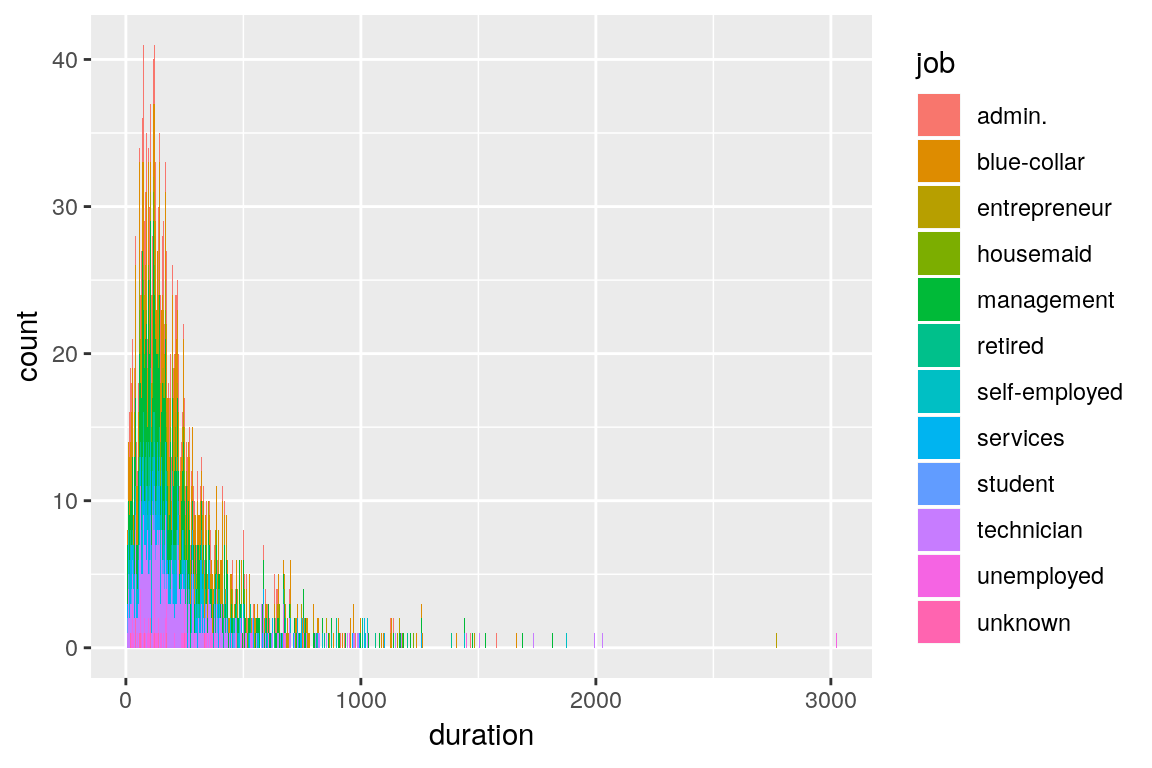 40
30
20
10
0
count
0
1000
2000
3000
duration
job
admin.
blue-collar
entrepreneur
housemaid
management
retired
self-employed
services
student
technician
unemployed
unknown